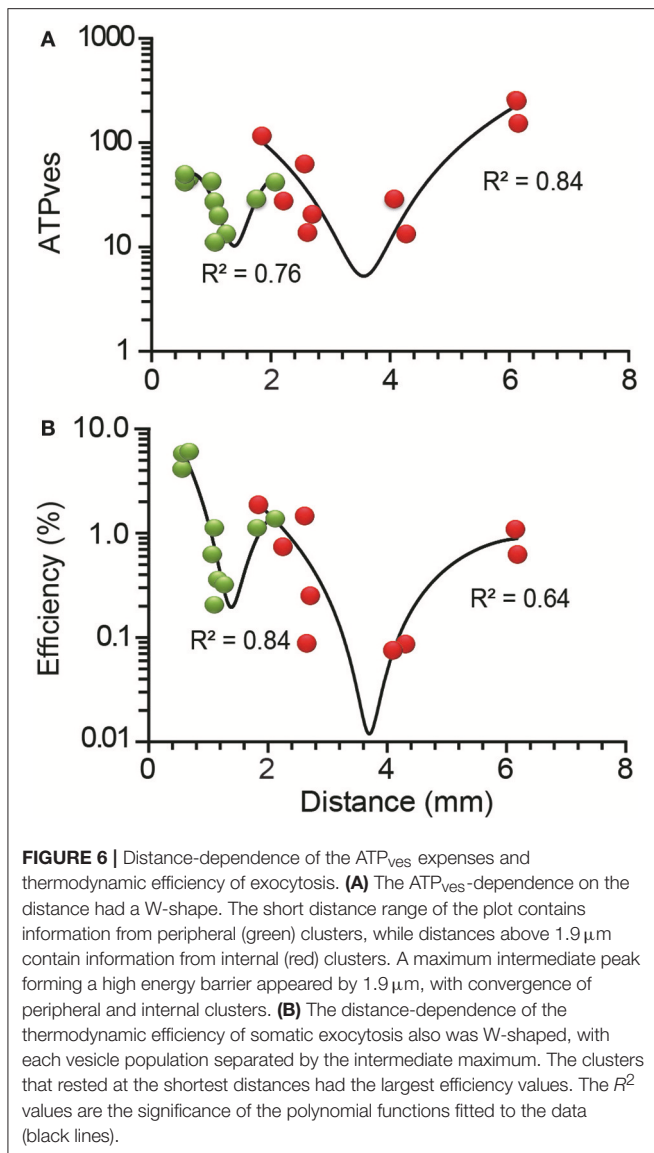 A
1000
100
10
1
ATPves
R² = 0.84
R² = 0.76
0 2 4 6 8
B
10.0
1.0
0.1
0.01
Efficiency (%)
R² = 0.64
R² = 0.84
0 2 4 6 8
Distance (mm)
FIGURE 6 | Distance-dependence of the ATPves expenses and
thermodynamic efficiency of exocytosis. (A) The ATPves-dependence on the
distance had a W-shape. The short distance range of the plot contains
information from peripheral (green) clusters, while distances above 1.9 μm
contain information from internal (red) clusters. A maximum intermediate peak
forming a high energy barrier appeared by 1.9 μm, with convergence of
peripheral and internal clusters. (B) The distance-dependence of the
thermodynamic efficiency of somatic exocytosis also was W-shaped, with
each vesicle population separated by the intermediate maximum. The clusters
that rested at the shortest distances had the largest efficiency values. The R²
values are the significance of the polynomial functions fitted to the data
(black lines).